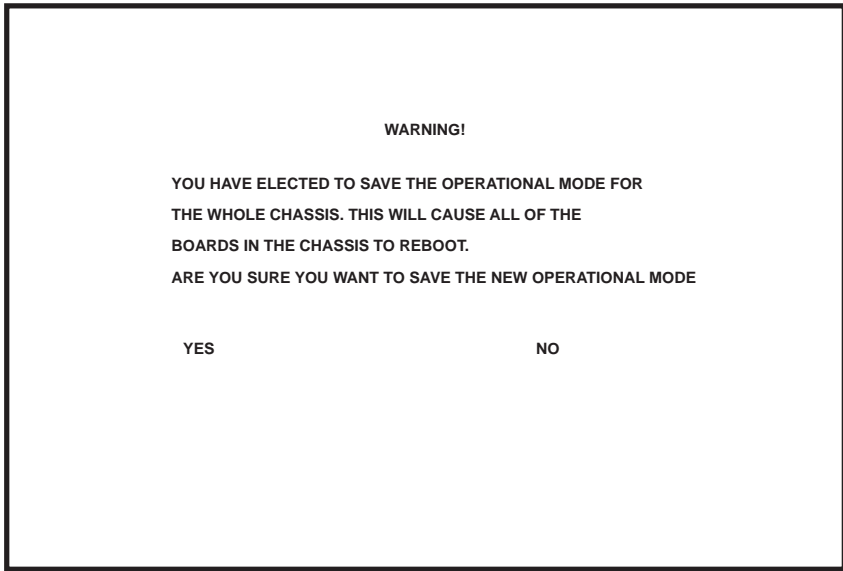 WARNING!
YOU HAVE ELECTED TO SAVE THE OPERATIONAL MODE FOR
THE WHOLE CHASSIS. THIS WILL CAUSE ALL OF THE
BOARDS IN THE CHASSIS TO REBOOT.
ARE YOU SURE YOU WANT TO SAVE THE NEW OPERATIONAL MODE
YES NO